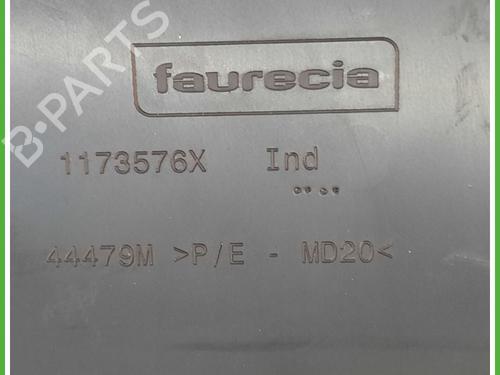 faurecia
B-PARTS
1173576X Ind
44479M >P/E - MD20<